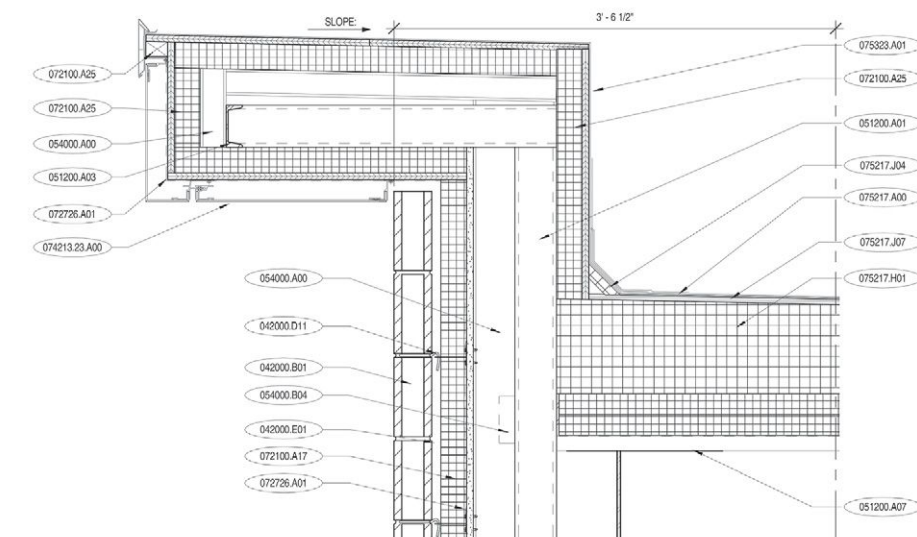 SLOPE:
3' - 6 1/2"
072100.A25
072100.A25
054000.A00
051200.A03
072726.A01
074213.23.A00
054000.A00
042000.D11
042000.B01
054000.B04
042000.E01
072100.A17
072726.A01
075323.A01
072100.A25
051200.A01
075217.J04
075217.A00
075217.J07
075217.H01
051200.A07